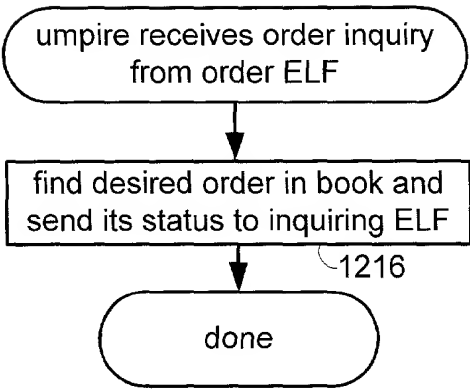 umpire receives order inquiry
from order ELF
find desired order in book and
send its status to inquiring ELF
1216
done